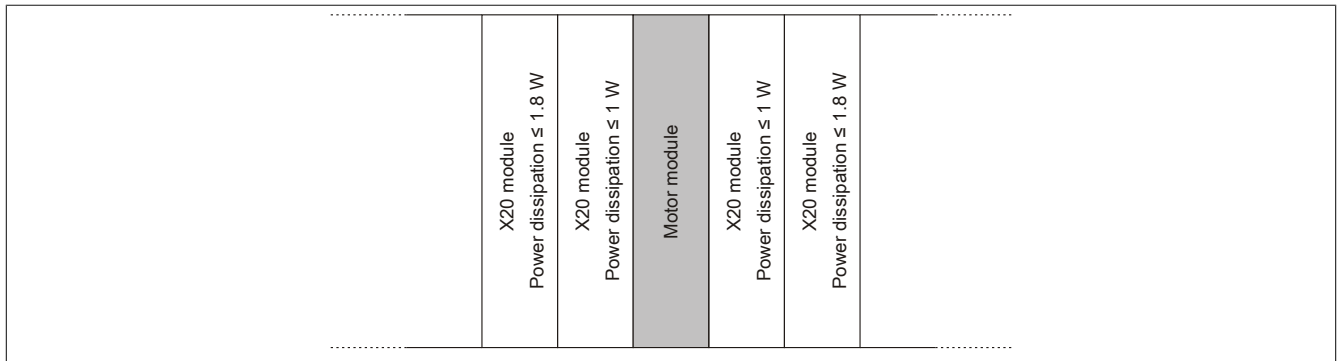 X20 module
Power dissipation ≤ 1.8 W
X20 module
Power dissipation ≤ 1 W
Motor module
X20 module
Power dissipation ≤ 1 W
X20 module
Power dissipation ≤ 1.8 W